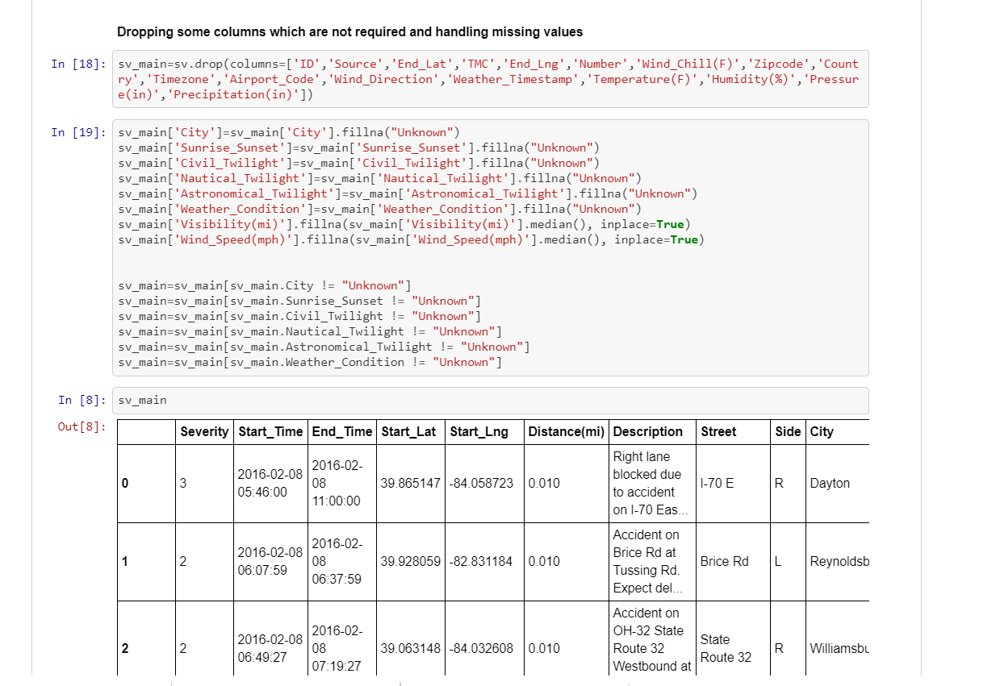 Dropping some columns which are not required and handling missing values
In [18]: sv_main=sv.drop(columns=['ID','Source','End_Lat','TMC','End_Lng','Number','Wind_Chill(F)','Zipcode','Count
ry','Timezone','Airport_Code','Wind_Direction','Weather_Timestamp','Temperature(F)','Humidity(%)','Pressur
e(in)','Precipitation(in)'])
In [19]: sv_main['City']=sv_main['City'].fillna("Unknown")
sv_main['Sunrise_Sunset']=sv_main['Sunrise_Sunset'].fillna("Unknown")
sv_main['Civil_Twilight']=sv_main['Civil_Twilight'].fillna("Unknown")
sv_main['Nautical_Twilight']=sv_main['Nautical_Twilight'].fillna("Unknown")
sv_main['Astronomical_Twilight']=sv_main['Astronomical_Twilight'].fillna("Unknown")
sv_main['Weather_Condition']=sv_main['Weather_Condition'].fillna("Unknown")
sv_main['Visibility(mi)'].fillna(sv_main['Visibility(mi)'].median(), inplace=True)
sv_main['Wind_Speed(mph)'].fillna(sv_main['Wind_Speed(mph)'].median(), inplace=True)
sv_main=sv_main[sv_main.City != "Unknown"]
sv_main=sv_main[sv_main.Sunrise_Sunset != "Unknown"]
sv_main=sv_main[sv_main.Civil_Twilight != "Unknown"]
sv_main=sv_main[sv_main.Nautical_Twilight != "Unknown"]
sv_main=sv_main[sv_main.Astronomical_Twilight != "Unknown"]
sv_main=sv_main[sv_main.Weather_Condition != "Unknown"]
In [8]: sv_main
Out[8]:
Severity Start_Time End_Time Start_Lat Start_Lng Distance(mi) Description Street Side City
0 3 2016-02-08
05:46:00 2016-02-
08
11:00:00 39.865147 -84.058723 0.010 Right lane
blocked due
to accident
on I-70 Eas... I-70 E R Dayton
1 2 2016-02-08
06:07:59 2016-02-
08
06:37:59 39.928059 -82.831184 0.010 Accident on
Brice Rd at
Tussing Rd.
Expect del... Brice Rd L Reynoldsb
2 2 2016-02-08
06:49:27 2016-02-
08
07:19:27 39.063148 -84.032608 0.010 Accident on
OH-32 State
Route 32
Westbound at State
Route 32 R Williamsbu